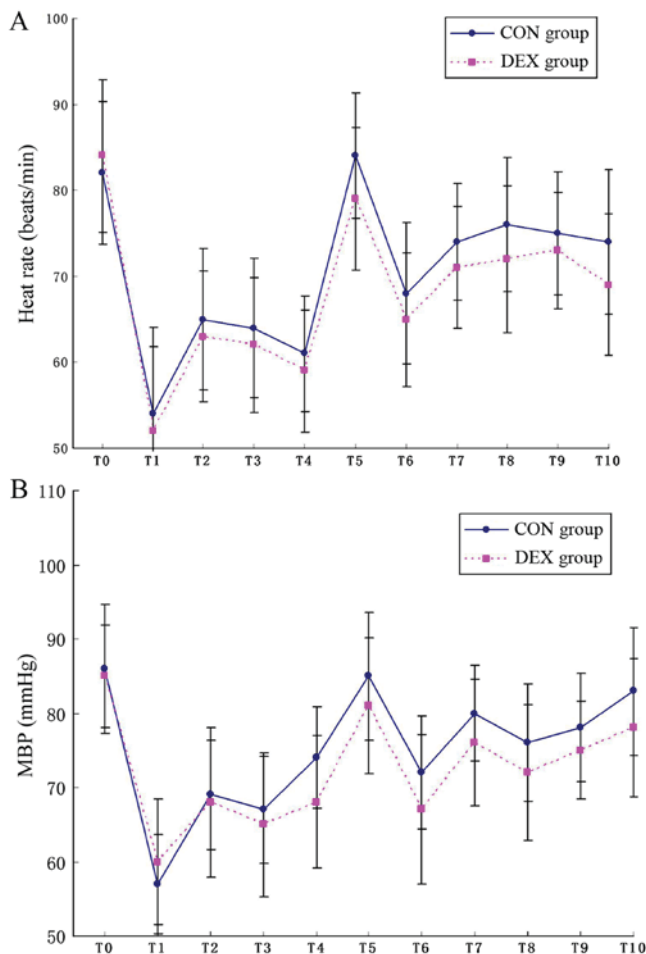 A
100
90
80
70
60
50
Heat rate (beats/min)
CON group
DEX group
T0 T1 T2 T3 T4 T5 T6 T7 T8 T9 T10
B
110
100
90
80
70
60
50
MBP (mmHg)
CON group
DEX group
T0 T1 T2 T3 T4 T5 T6 T7 T8 T9 T10